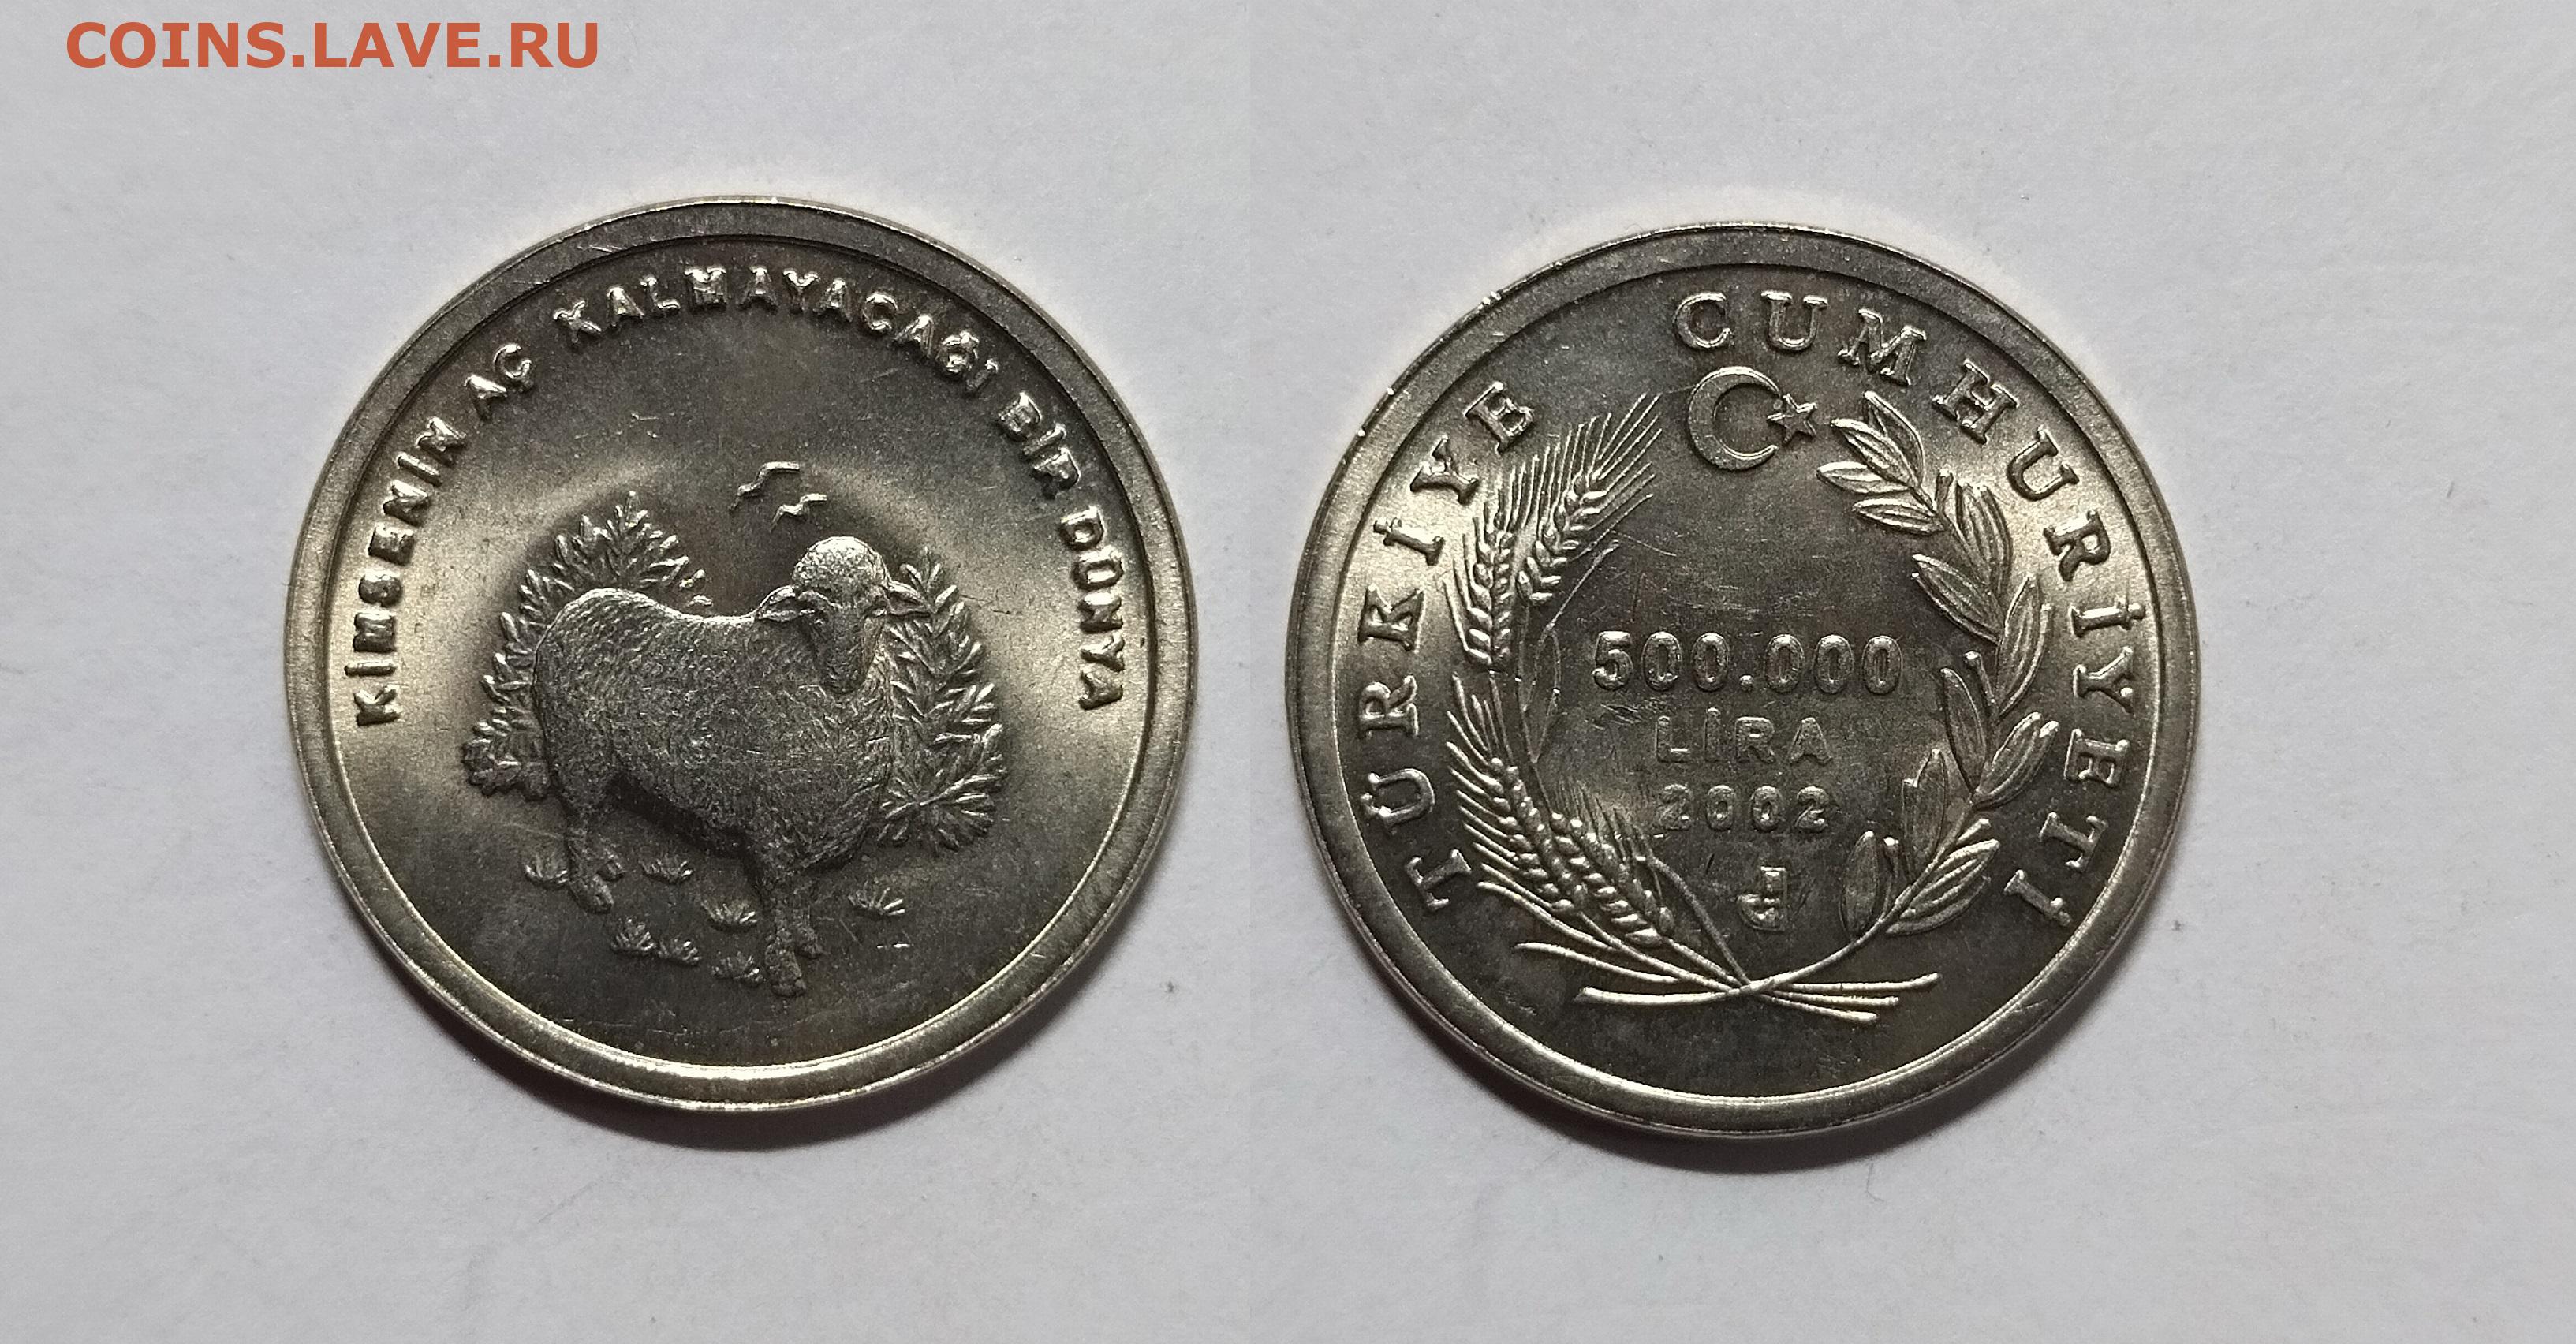 COINS.LAVE.RU
KİMSENİN AÇ KALMAYACAĞI BİR DÜNYA
TÜRKİYE CUMHURİYETİ
500.000
LİRA
2002